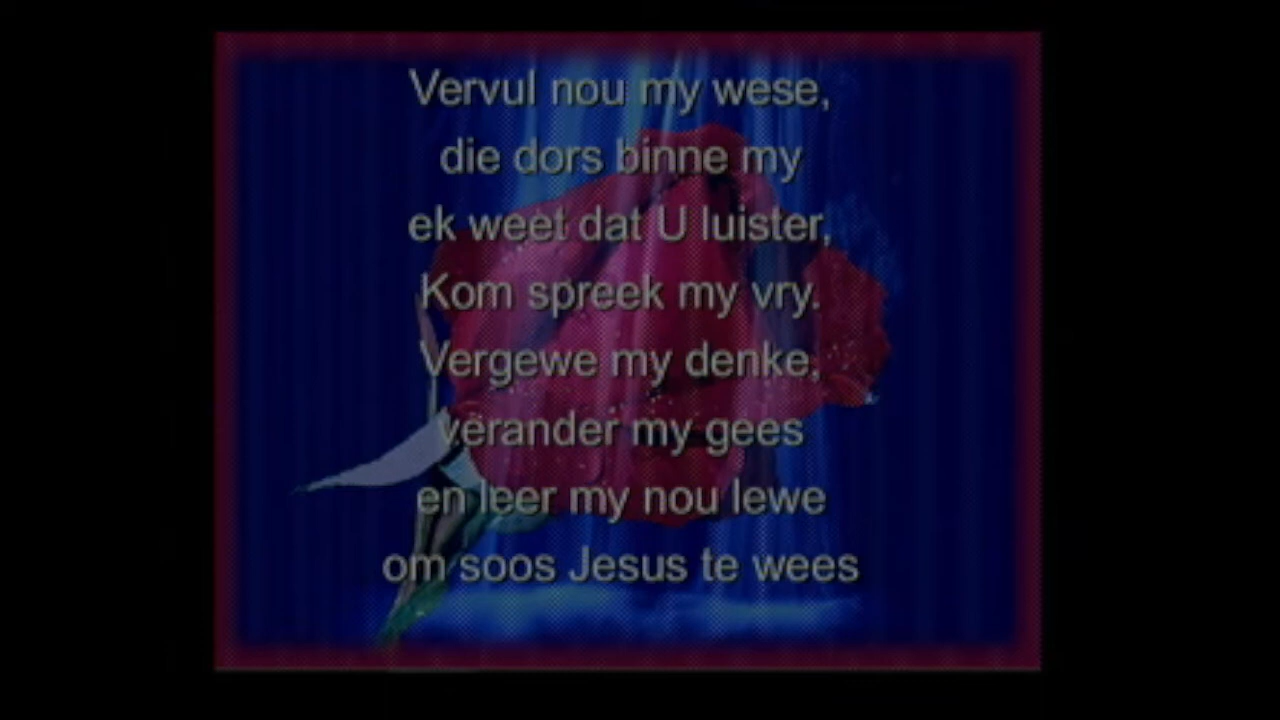 Vervul nou my wese,
die dors binne my
ek weet dat U luister,
Kom spreek my vry.
Vergewe my denke,
verander my gees
en leer my nou lewe
om soos Jesus te wees